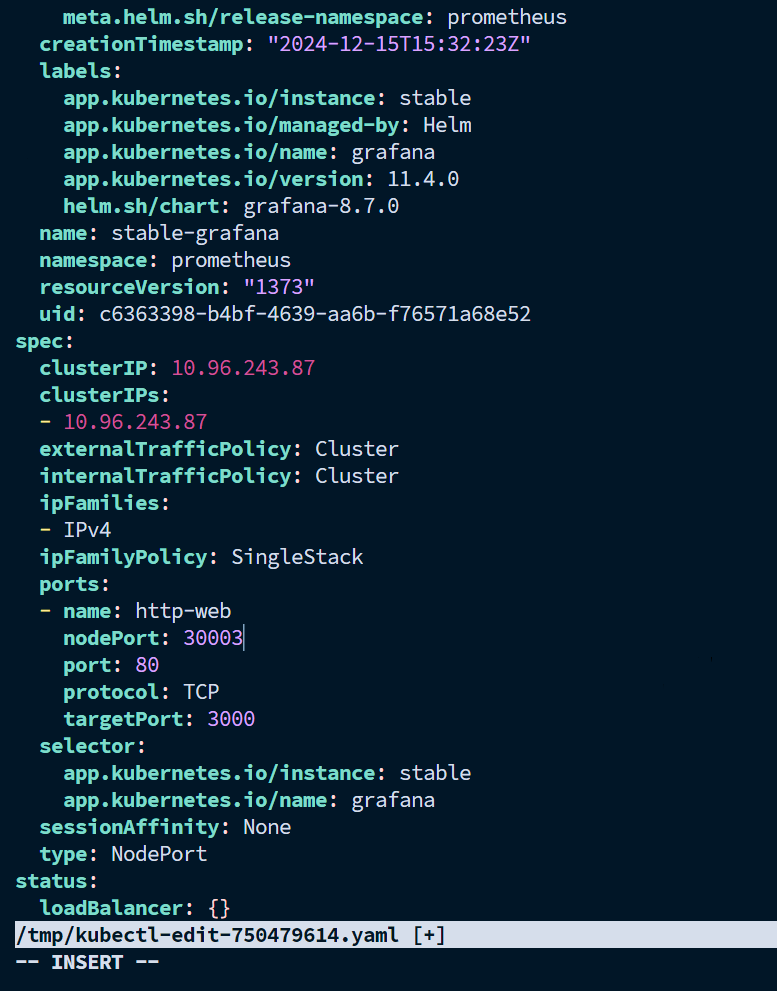 meta.helm.sh/release-namespace: prometheus
  creationTimestamp: "2024-12-15T15:32:23Z"
  labels:
    app.kubernetes.io/instance: stable
    app.kubernetes.io/managed-by: Helm
    app.kubernetes.io/name: grafana
    app.kubernetes.io/version: 11.4.0
    helm.sh/chart: grafana-8.7.0
  name: stable-grafana
  namespace: prometheus
  resourceVersion: "1373"
  uid: c6363398-b4bf-4639-aa6b-f76571a68e52
spec:
  clusterIP: 10.96.243.87
  clusterIPs:
  - 10.96.243.87
  externalTrafficPolicy: Cluster
  internalTrafficPolicy: Cluster
  ipFamilies:
  - IPv4
  ipFamilyPolicy: SingleStack
  ports:
  - name: http-web
    nodePort: 30003
    port: 80
    protocol: TCP
    targetPort: 3000
  selector:
    app.kubernetes.io/instance: stable
    app.kubernetes.io/name: grafana
  sessionAffinity: None
  type: NodePort
status:
  loadBalancer: {}
/tmp/kubectl-edit-750479614.yaml [+]
-- INSERT --